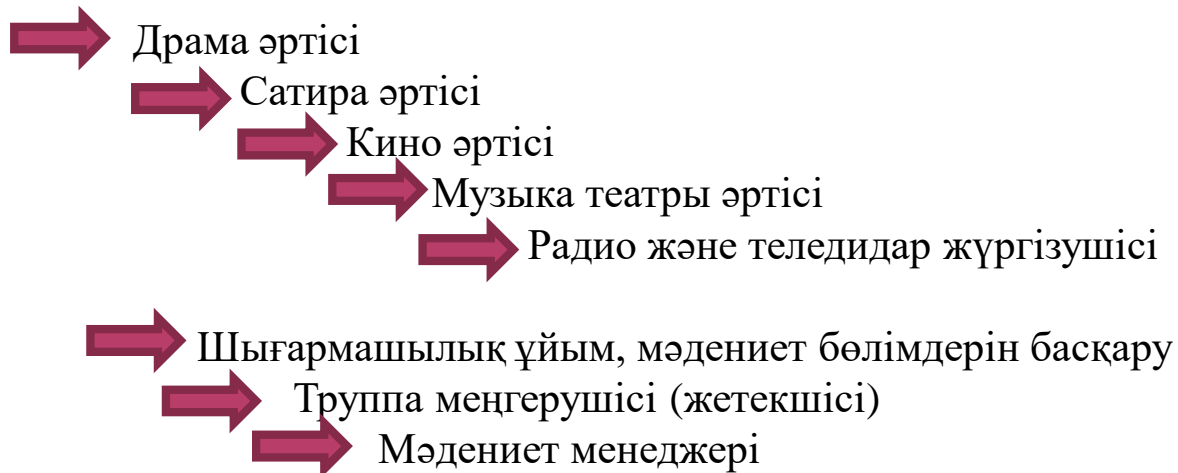 Драма әртісі
Сатира әртісі
Кино әртісі
Музыка театры әртісі
Радио және теледидар жүргізушісі
Шығармашылық ұйым, мәдениет бөлімдерін басқару
Труппа меңгерушісі (жетекшісі)
Мәдениет менеджері